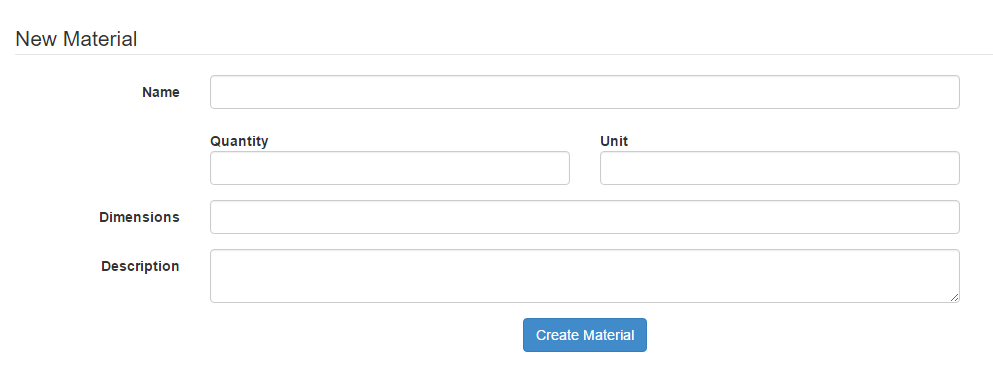 New Material
Name
Quantity Unit
Dimensions
Description
Create Material